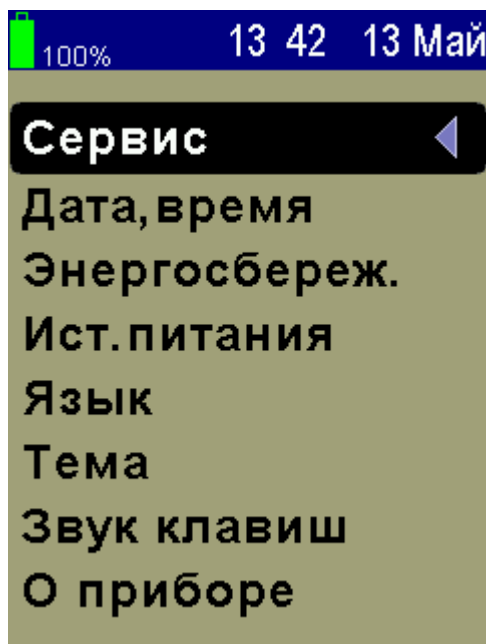 100% 13 42 13 Май
Сервис
Дата,время
Энергосбереж.
Ист.питания
Язык
Тема
Звук клавиш
О приборе